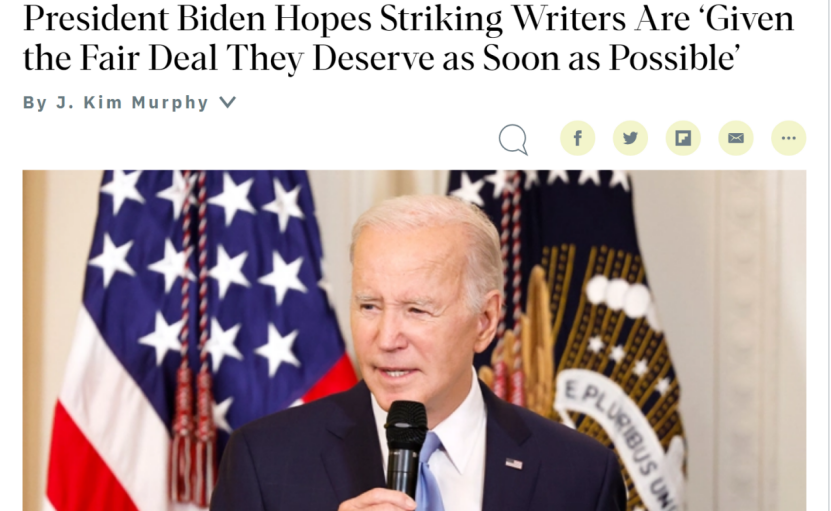 President Biden Hopes Striking Writers Are ‘Given
the Fair Deal They Deserve as Soon as Possible’
By J. Kim Murphy
E PLURIBUS UN